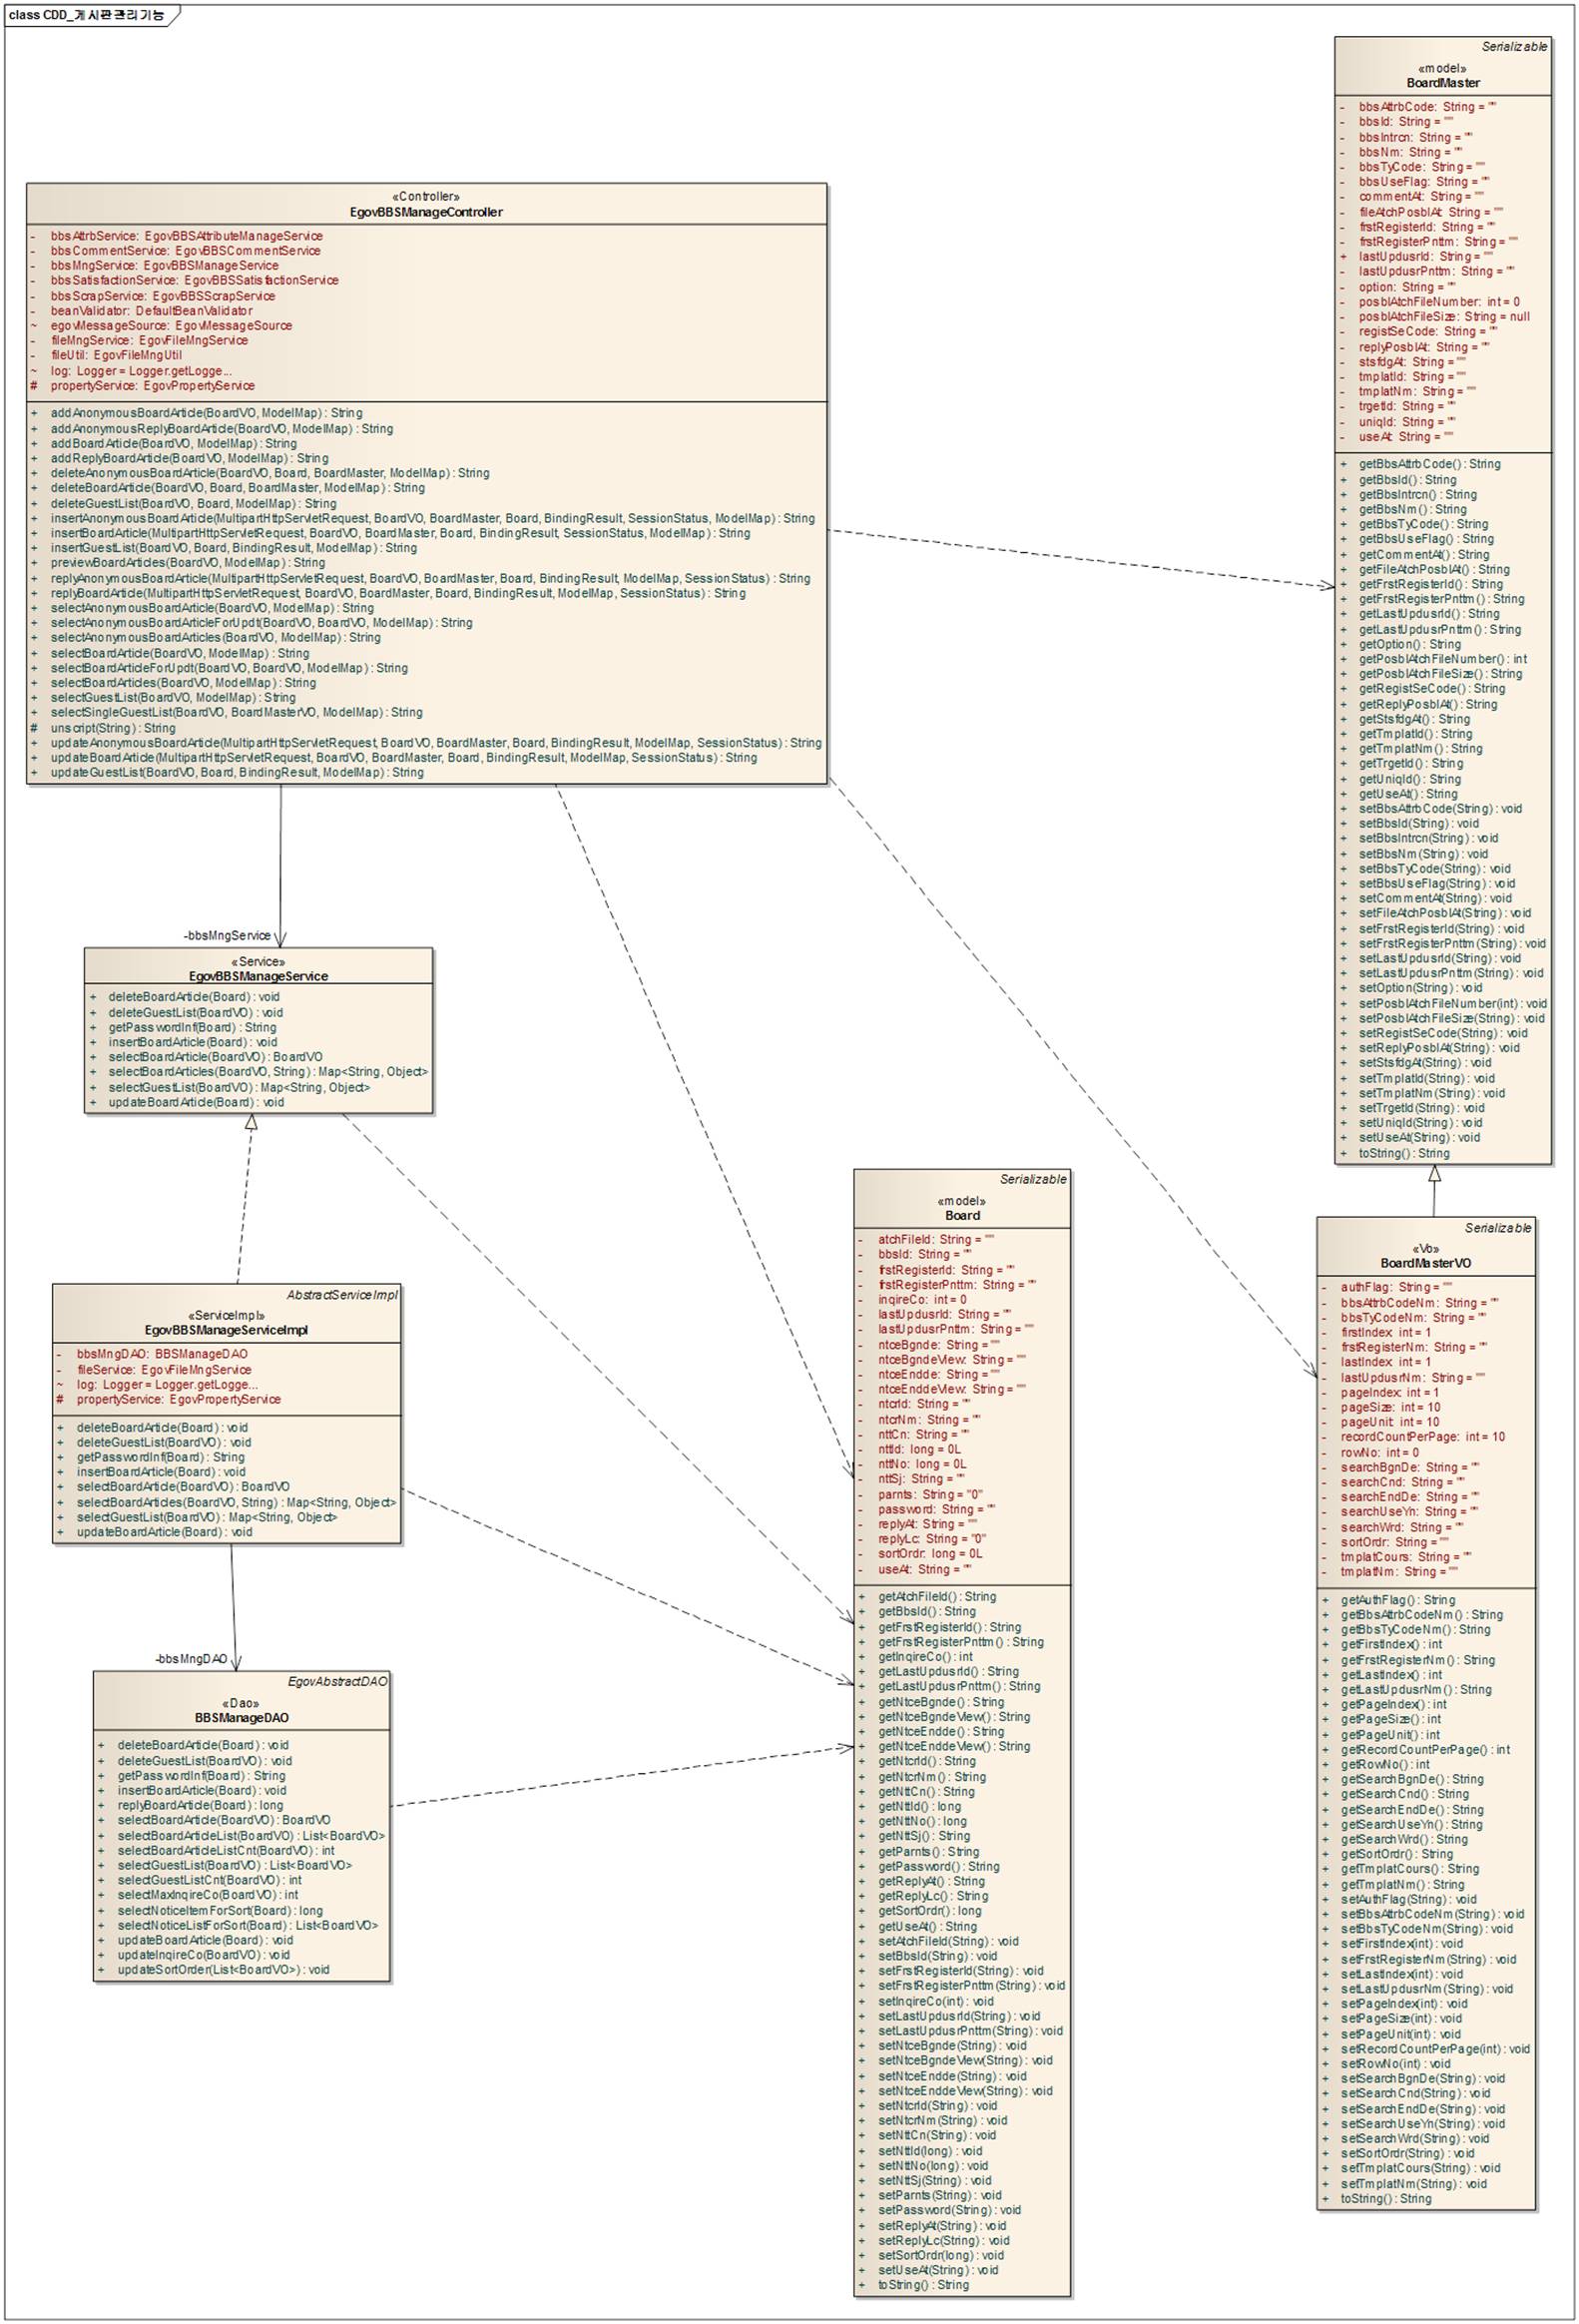 class CDD_게시판관리기능
«Controller»
EgovBBSManageController
- bbsAttrbService: EgovBBSAttributeManageService
- bbsCommentService: EgovBBSCommentService
- bbsMngService: EgovBBSManageService
- bbsSatisfactionService: EgovBBSSatisfactionService
- bbsScrapService: EgovBBSScrapService
- beanValidator: DefaultBeanValidator
~ egovMessageSource: EgovMessageSource
- fileMngService: EgovFileMngService
- fileUtil: EgovFileMngUtil
~ log: Logger = Logger.getLogge...
# propertyService: EgovPropertyService
+ addAnonymousBoardArticle(BoardVO, ModelMap) : String
+ addAnonymousReplyBoardArticle(BoardVO, ModelMap) : String
+ addBoardArticle(BoardVO, ModelMap) : String
+ addReplyBoardArticle(BoardVO, ModelMap) : String
+ deleteAnonymousBoardArticle(BoardVO, Board, BoardMaster, ModelMap) : String
+ deleteBoardArticle(BoardVO, Board, BoardMaster, ModelMap) : String
+ deleteGuestList(BoardVO, Board, ModelMap) : String
+ insertAnonymousBoardArticle(MultipartHttpServletRequest, BoardVO, BoardMaster, Board, BindingResult, SessionStatus, ModelMap) : String
+ insertBoardArticle(MultipartHttpServletRequest, BoardVO, BoardMaster, Board, BindingResult, SessionStatus, ModelMap) : String
+ insertGuestList(BoardVO, Board, BindingResult, ModelMap) : String
+ previewBoardArticles(BoardVO, ModelMap) : String
+ replyAnonymousBoardArticle(MultipartHttpServletRequest, BoardVO, BoardMaster, Board, BindingResult, ModelMap, SessionStatus) : String
+ replyBoardArticle(MultipartHttpServletRequest, BoardVO, BoardMaster, Board, BindingResult, ModelMap, SessionStatus) : String
+ selectAnonymousBoardArticle(BoardVO, ModelMap) : String
+ selectAnonymousBoardArticleForUpdt(BoardVO, BoardVO, ModelMap) : String
+ selectAnonymousBoardArticles(BoardVO, ModelMap) : String
+ selectBoardArticle(BoardVO, ModelMap) : String
+ selectBoardArticleForUpdt(BoardVO, BoardVO, ModelMap) : String
+ selectBoardArticles(BoardVO, ModelMap) : String
+ selectGuestList(BoardVO, ModelMap) : String
+ selectSingleGuestList(BoardVO, BoardMasterVO, ModelMap) : String
# unscript(String) : String
+ updateAnonymousBoardArticle(MultipartHttpServletRequest, BoardVO, BoardMaster, Board, BindingResult, ModelMap, SessionStatus) : String
+ updateBoardArticle(MultipartHttpServletRequest, BoardVO, BoardMaster, Board, BindingResult, ModelMap, SessionStatus) : String
+ updateGuestList(BoardVO, Board, BindingResult, ModelMap) : String
-bbsMngService
«Service»
EgovBBSManageService
+ deleteBoardArticle(Board) : void
+ deleteGuestList(BoardVO) : void
+ getPasswordInf(Board) : String
+ insertBoardArticle(Board) : void
+ selectBoardArticle(BoardVO) : BoardVO
+ selectBoardArticles(BoardVO, String) : Map<String, Object>
+ selectGuestList(BoardVO) : Map<String, Object>
+ updateBoardArticle(Board) : void
AbstractServiceImpl
«ServiceImpl»
EgovBBSManageServiceImpl
- bbsMngDAO: BBSManageDAO
- fileService: EgovFileMngService
~ log: Logger = Logger.getLogge...
# propertyService: EgovPropertyService
+ deleteBoardArticle(Board) : void
+ deleteGuestList(BoardVO) : void
+ getPasswordInf(Board) : String
+ insertBoardArticle(Board) : void
+ selectBoardArticle(BoardVO) : BoardVO
+ selectBoardArticles(BoardVO, String) : Map<String, Object>
+ selectGuestList(BoardVO) : Map<String, Object>
+ updateBoardArticle(Board) : void
-bbsMngDAO
EgovAbstractDAO
«Dao»
BBSManageDAO
+ deleteBoardArticle(Board) : void
+ deleteGuestList(BoardVO) : void
+ getPasswordInf(Board) : String
+ insertBoardArticle(Board) : void
+ replyBoardArticle(Board) : long
+ selectBoardArticle(BoardVO) : BoardVO
+ selectBoardArticleList(BoardVO) : List<BoardVO>
+ selectBoardArticleListCnt(BoardVO) : int
+ selectGuestList(BoardVO) : List<BoardVO>
+ selectGuestListCnt(BoardVO) : int
+ selectMaxInqireCo(BoardVO) : int
+ selectNoticeItemForSort(Board) : long
+ selectNoticeListForSort(Board) : List<BoardVO>
+ updateBoardArticle(Board) : void
+ updateInqireCo(BoardVO) : void
+ updateSortOrder(List<BoardVO>) : void
Serializable
«model»
Board
- atchFileId: String = ""
- bbsId: String = ""
- frstRegisterId: String = ""
- frstRegisterPnttm: String = ""
- inqireCo: int = 0
- lastUpdusrId: String = ""
- lastUpdusrPnttm: String = ""
- ntceBgnde: String = ""
- ntceBgndeView: String = ""
- ntceEndde: String = ""
- ntceEnddeView: String = ""
- ntcrId: String = ""
- ntcrNm: String = ""
- nttCn: String = ""
- nttId: long = 0L
- nttNo: long = 0L
- nttSj: String = ""
- parnts: String = "0"
- password: String = ""
- replyAt: String = ""
- replyLc: String = "0"
- sortOrdr: long = 0L
- useAt: String = ""
+ getAtchFileId() : String
+ getBbsId() : String
+ getFrstRegisterId() : String
+ getFrstRegisterPnttm() : String
+ getInqireCo() : int
+ getLastUpdusrId() : String
+ getLastUpdusrPnttm() : String
+ getNtceBgnde() : String
+ getNtceBgndeView() : String
+ getNtceEndde() : String
+ getNtceEnddeView() : String
+ getNtcrId() : String
+ getNtcrNm() : String
+ getNttCn() : String
+ getNttId() : long
+ getNttNo() : long
+ getNttSj() : String
+ getParnts() : String
+ getPassword() : String
+ getReplyAt() : String
+ getReplyLc() : String
+ getSortOrdr() : long
+ getUseAt() : String
+ setAtchFileId(String) : void
+ setBbsId(String) : void
+ setFrstRegisterId(String) : void
+ setFrstRegisterPnttm(String) : void
+ setInqireCo(int) : void
+ setLastUpdusrId(String) : void
+ setLastUpdusrPnttm(String) : void
+ setNtceBgnde(String) : void
+ setNtceBgndeView(String) : void
+ setNtceEndde(String) : void
+ setNtceEnddeView(String) : void
+ setNtcrId(String) : void
+ setNtcrNm(String) : void
+ setNttCn(String) : void
+ setNttId(long) : void
+ setNttNo(long) : void
+ setNttSj(String) : void
+ setParnts(String) : void
+ setPassword(String) : void
+ setReplyAt(String) : void
+ setReplyLc(String) : void
+ setSortOrdr(long) : void
+ setUseAt(String) : void
+ toString() : String
Serializable
«model»
BoardMaster
- bbsAttrbCode: String = ""
- bbsId: String = ""
- bbsIntrcn: String = ""
- bbsNm: String = ""
- bbsTyCode: String = ""
- bbsUseFlag: String = ""
- commentAt: String = ""
- fileAtchPosblAt: String = ""
- frstRegisterId: String = ""
- frstRegisterPnttm: String = ""
+ lastUpdusrId: String = ""
- lastUpdusrPnttm: String = ""
- option: String = ""
- posblAtchFileNumber: int = 0
- posblAtchFileSize: String = null
- registSeCode: String = ""
- replyPosblAt: String = ""
- stsfdgAt: String = ""
- tmplatId: String = ""
- tmplatNm: String = ""
- trgetId: String = ""
- uniqId: String = ""
- useAt: String = ""
+ getBbsAttrbCode() : String
+ getBbsId() : String
+ getBbsIntrcn() : String
+ getBbsNm() : String
+ getBbsTyCode() : String
+ getBbsUseFlag() : String
+ getCommentAt() : String
+ getFileAtchPosblAt() : String
+ getFrstRegisterId() : String
+ getFrstRegisterPnttm() : String
+ getLastUpdusrId() : String
+ getLastUpdusrPnttm() : String
+ getOption() : String
+ getPosblAtchFileNumber() : int
+ getPosblAtchFileSize() : String
+ getRegistSeCode() : String
+ getReplyPosblAt() : String
+ getStsfdgAt() : String
+ getTmplatId() : String
+ getTmplatNm() : String
+ getTrgetId() : String
+ getUniqId() : String
+ getUseAt() : String
+ setBbsAttrbCode(String) : void
+ setBbsId(String) : void
+ setBbsIntrcn(String) : void
+ setBbsNm(String) : void
+ setBbsTyCode(String) : void
+ setBbsUseFlag(String) : void
+ setCommentAt(String) : void
+ setFileAtchPosblAt(String) : void
+ setFrstRegisterId(String) : void
+ setFrstRegisterPnttm(String) : void
+ setLastUpdusrId(String) : void
+ setLastUpdusrPnttm(String) : void
+ setOption(String) : void
+ setPosblAtchFileNumber(int) : void
+ setPosblAtchFileSize(String) : void
+ setRegistSeCode(String) : void
+ setReplyPosblAt(String) : void
+ setStsfdgAt(String) : void
+ setTmplatId(String) : void
+ setTmplatNm(String) : void
+ setTrgetId(String) : void
+ setUniqId(String) : void
+ setUseAt(String) : void
+ toString() : String
Serializable
«Vo»
BoardMasterVO
- authFlag: String = ""
- bbsAttrbCodeNm: String = ""
- bbsTyCodeNm: String = ""
- firstIndex: int = 1
- frstRegisterNm: String = ""
- lastIndex: int = 1
- lastUpdusrNm: String = ""
- pageIndex: int = 1
- pageSize: int = 10
- pageUnit: int = 10
- recordCountPerPage: int = 10
- rowNo: int = 0
- searchBgnDe: String = ""
- searchCnd: String = ""
- searchEndDe: String = ""
- searchUseYn: String = ""
- searchWrd: String = ""
- sortOrdr: String = ""
- tmplatCours: String = ""
- tmplatNm: String = ""
+ getAuthFlag() : String
+ getBbsAttrbCodeNm() : String
+ getBbsTyCodeNm() : String
+ getFirstIndex() : int
+ getFrstRegisterNm() : String
+ getLastIndex() : int
+ getLastUpdusrNm() : String
+ getPageIndex() : int
+ getPageSize() : int
+ getPageUnit() : int
+ getRecordCountPerPage() : int
+ getRowNo() : int
+ getSearchBgnDe() : String
+ getSearchCnd() : String
+ getSearchEndDe() : String
+ getSearchUseYn() : String
+ getSearchWrd() : String
+ getSortOrdr() : String
+ getTmplatCours() : String
+ getTmplatNm() : String
+ setAuthFlag(String) : void
+ setBbsAttrbCodeNm(String) : void
+ setBbsTyCodeNm(String) : void
+ setFirstIndex(int) : void
+ setFrstRegisterNm(String) : void
+ setLastIndex(int) : void
+ setLastUpdusrNm(String) : void
+ setPageIndex(int) : void
+ setPageSize(int) : void
+ setPageUnit(int) : void
+ setRecordCountPerPage(int) : void
+ setRowNo(int) : void
+ setSearchBgnDe(String) : void
+ setSearchCnd(String) : void
+ setSearchEndDe(String) : void
+ setSearchUseYn(String) : void
+ setSearchWrd(String) : void
+ setSortOrdr(String) : void
+ setTmplatCours(String) : void
+ setTmplatNm(String) : void
+ toString() : String